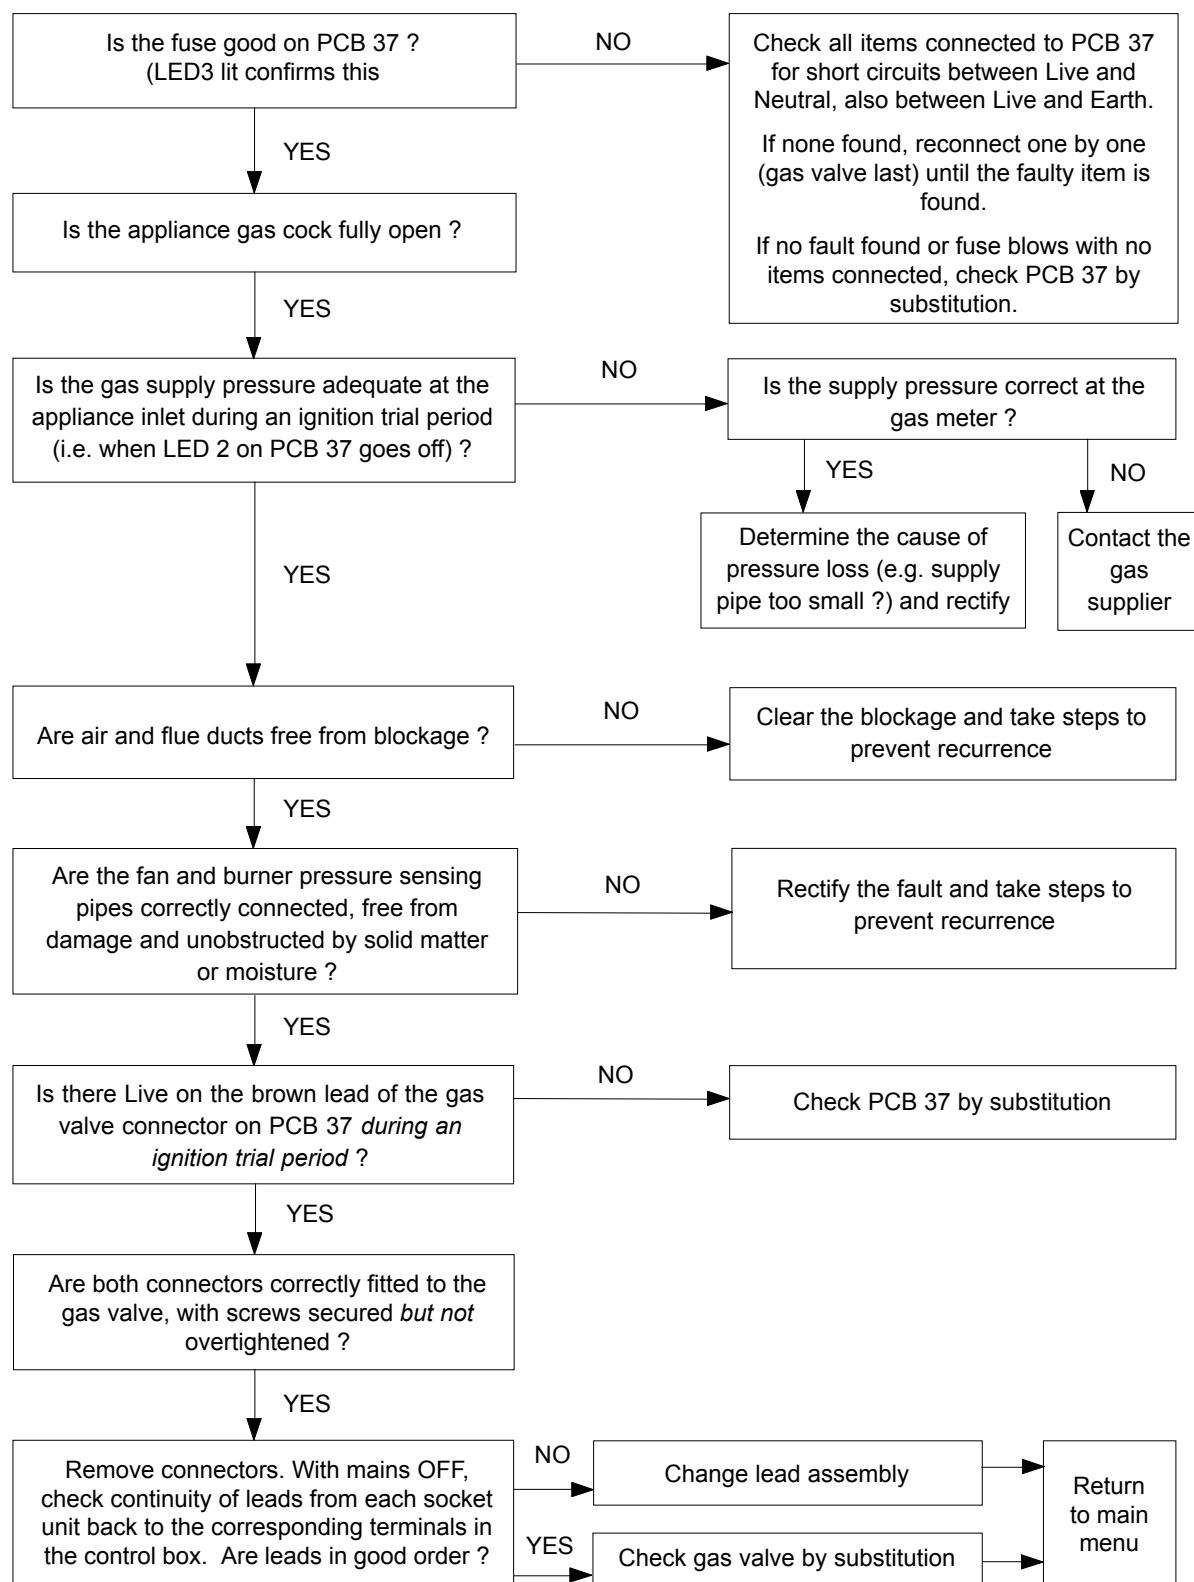 Is the fuse good on PCB 37 ?
(LED3 lit confirms this
NO
Check all items connected to PCB 37
for short circuits between Live and
Neutral, also between Live and Earth.
If none found, reconnect one by one
(gas valve last) until the faulty item is
found.
If no fault found or fuse blows with no
items connected, check PCB 37 by
substitution.
YES
Is the appliance gas cock fully open ?
YES
Is the gas supply pressure adequate at the
appliance inlet during an ignition trial period
(i.e. when LED 2 on PCB 37 goes off) ?
NO
Is the supply pressure correct at the
gas meter ?
YES
NO
Determine the cause of
pressure loss (e.g. supply
pipe too small ?) and rectify
Contact the
gas
supplier
YES
Are air and flue ducts free from blockage ?
NO
Clear the blockage and take steps to
prevent recurrence
YES
Are the fan and burner pressure sensing
pipes correctly connected, free from
damage and unobstructed by solid matter
or moisture ?
NO
Rectify the fault and take steps to
prevent recurrence
YES
Is there Live on the brown lead of the gas
valve connector on PCB 37 during an
ignition trial period ?
NO
Check PCB 37 by substitution
YES
Are both connectors correctly fitted to the
gas valve, with screws secured but not
overtightened ?
YES
Remove connectors. With mains OFF,
check continuity of leads from each socket
unit back to the corresponding terminals in
the control box.  Are leads in good order ?
NO
Change lead assembly
YES
Check gas valve by substitution
Return
to main
menu